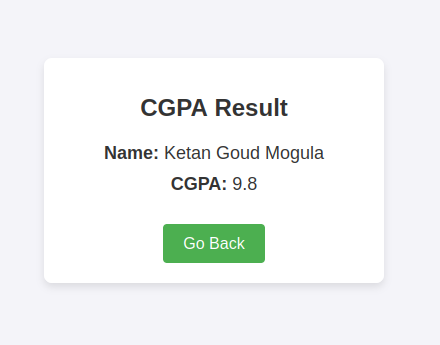 CGPA Result
Name: Ketan Goud Mogula
CGPA: 9.8
Go Back